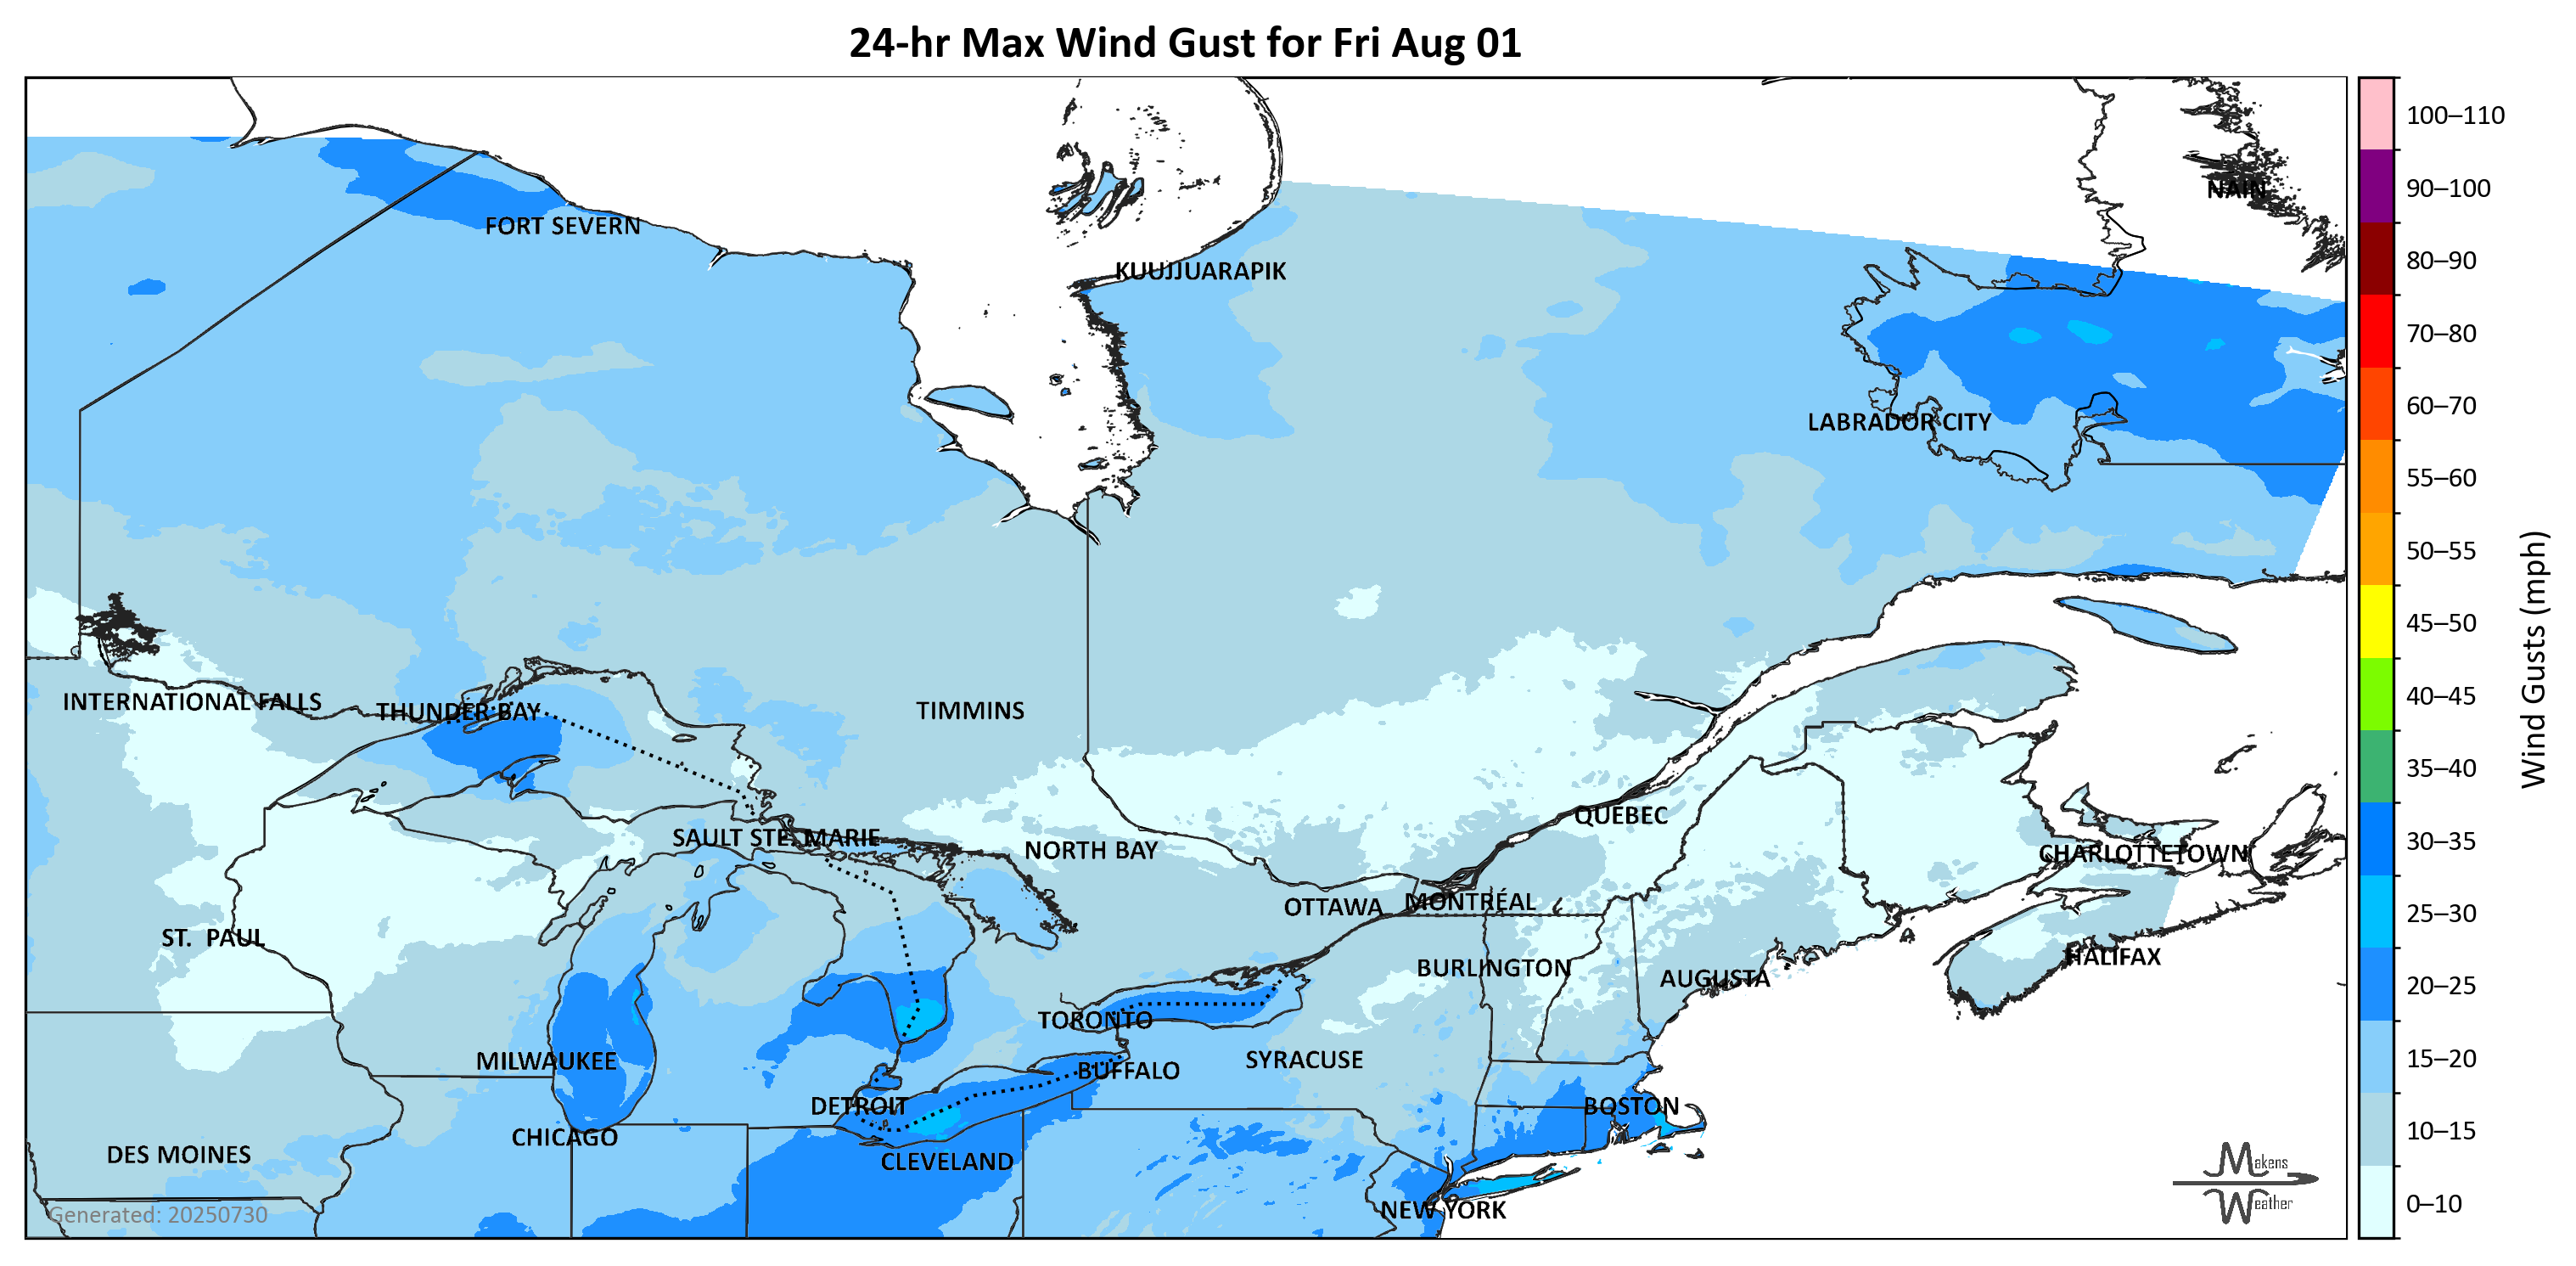 24-hr Max Wind Gust for Fri Aug 01
100–110
90–100
NAIN
FORT SEVERN
80–90
KUUJJUARAPIK
70–80
60–70
LABRADOR CITY
55–60
50–55
45–50
Wind Gusts (mph)
INTERNATIONAL FALLS
THUNDER BAY
TIMMINS
40–45
35–40
QUEBEC
SAULT STE. MARIE
NORTH BAY
CHARLOTTETOWN
30–35
OTTAWA
MONTRÉAL
25–30
ST. PAUL
HALIFAX
BURLINGTON
AUGUSTA
20–25
TORONTO
MILWAUKEE
SYRACUSE
15–20
BUFFALO
DETROIT
BOSTON
CHICAGO
10–15
DES MOINES
CLEVELAND
Makens
Weather
NEW YORK
0–10
Generated: 20250730